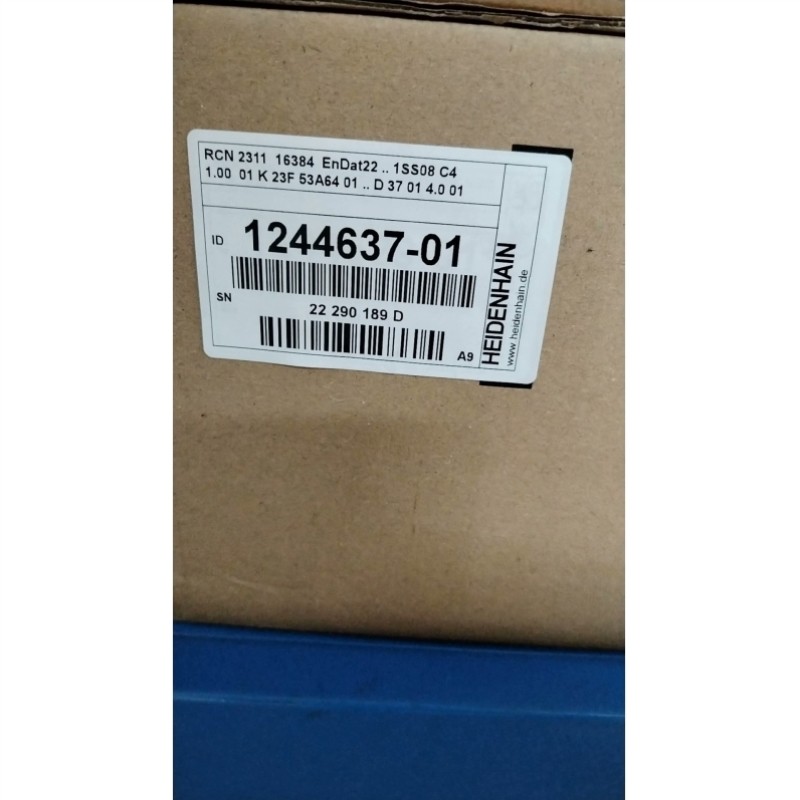 RCN 2311 16384 EnDat22 .. 1SS08 C4
1.00 01 K 23F 53A64 01 .. D 37 01 4.0 01
ID 1244637-01
SN 22 290 189 D
A9
HEIDENHAIN
www.heidenhain.de